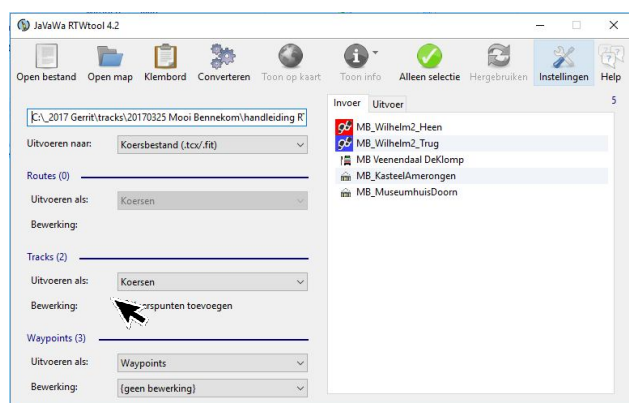 JaVaWa RTWtool 4.2
Open bestand Open map Klembord Converteren Toon op kaart Toon info Alleen selectie Hergebruiken Instellingen Help
Invoer Uitvoer 5
C:\_2017 Gerrit\tracks\20170325 Mooi Bennekom\handleiding R
Uitvoeren naar: Koersbestand (.tcx/.fit)
MB_Wilhelm2_Heen
MB_Wilhelm2_Trug
MB Veenendaal DeKlomp
MB_KasteelAmerongen
MB_MuseumhuisDoorn
Routes (0)
Uitvoeren als: Koersen
Bewerking:
Tracks (2)
Uitvoeren als: Koersen
Bewerking: toevoegen
Waypoints (3)
Uitvoeren als: Waypoints
Bewerking: (geen bewerking)